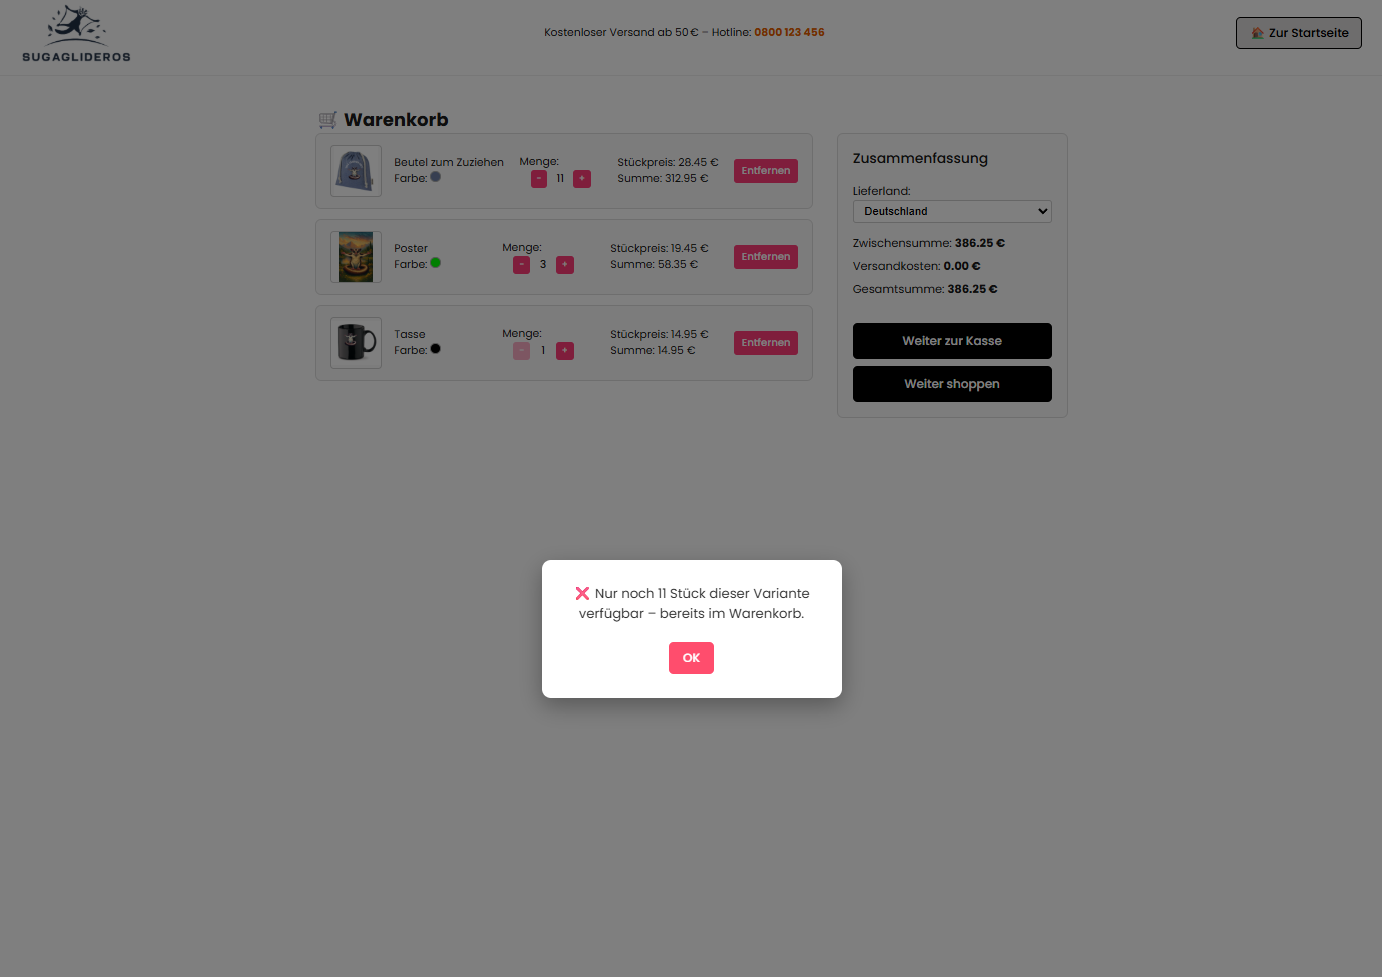 SUGAGLIDEROS
Kostenloser Versand ab 50 € – Hotline: 0800 123 456
Zur Startseite
Warenkorb
Beutel zum Zuziehen
Farbe:
Menge:
- 11 +
Stückpreis: 28.45 €
Summe: 312.95 €
Entfernen
Poster
Farbe:
Menge:
- 3 +
Stückpreis: 19.45 €
Summe: 58.35 €
Entfernen
Tasse
Farbe:
Menge:
- 1 +
Stückpreis: 14.95 €
Summe: 14.95 €
Entfernen
Zusammenfassung
Lieferland:
Deutschland
Zwischensumme: 386.25 €
Versandkosten: 0.00 €
Gesamtsumme: 386.25 €
Weiter zur Kasse
Weiter shoppen
❌ Nur noch 11 Stück dieser Variante
verfügbar – bereits im Warenkorb.
OK